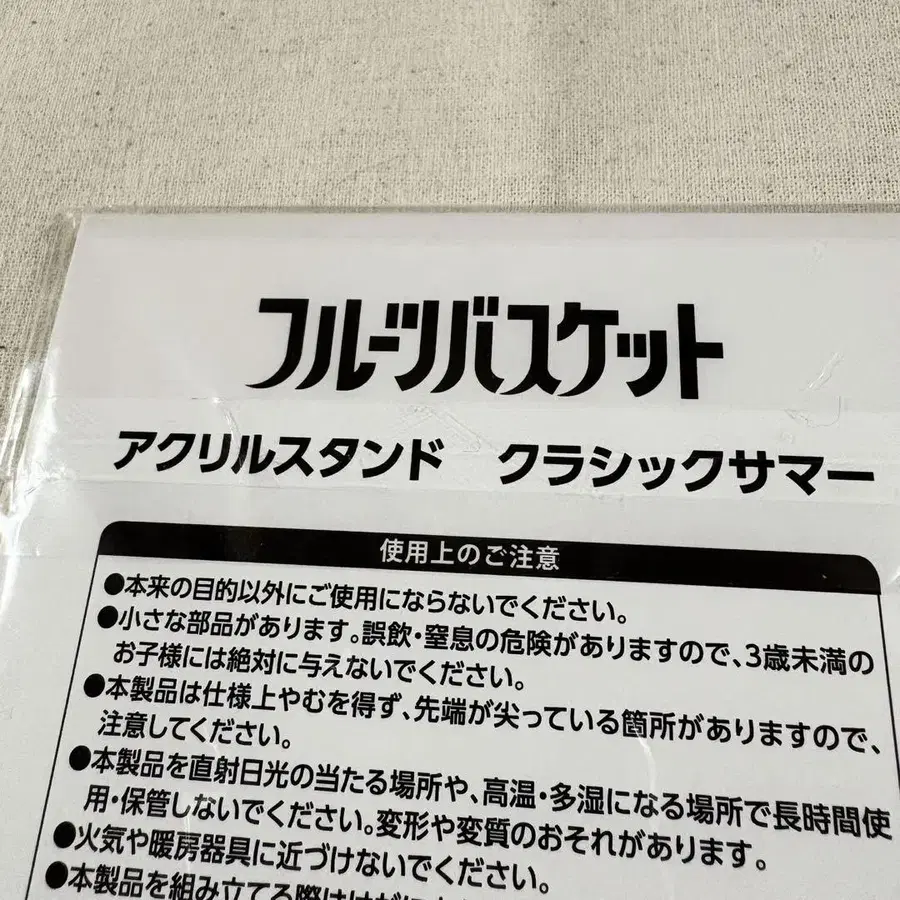 フルーツバスケット
アクリルスタンド　クラシックサマー
使用上のご注意
●本来の目的以外にご使用にならないでください。
●小さな部品があります。誤飲・窒息の危険がありますので、3歳未満の
お子様には絶対に与えないでください。
●本製品は仕様上やむを得ず、先端が尖っている箇所がありますので、
注意してください。
●本製品を直射日光の当たる場所や、高温・多湿になる場所で長時間使
用・保管しないでください。変形や変質のおそれがあります。
●火気や暖房器具に近づけないでください。
●本製品を組み立てる際はけが